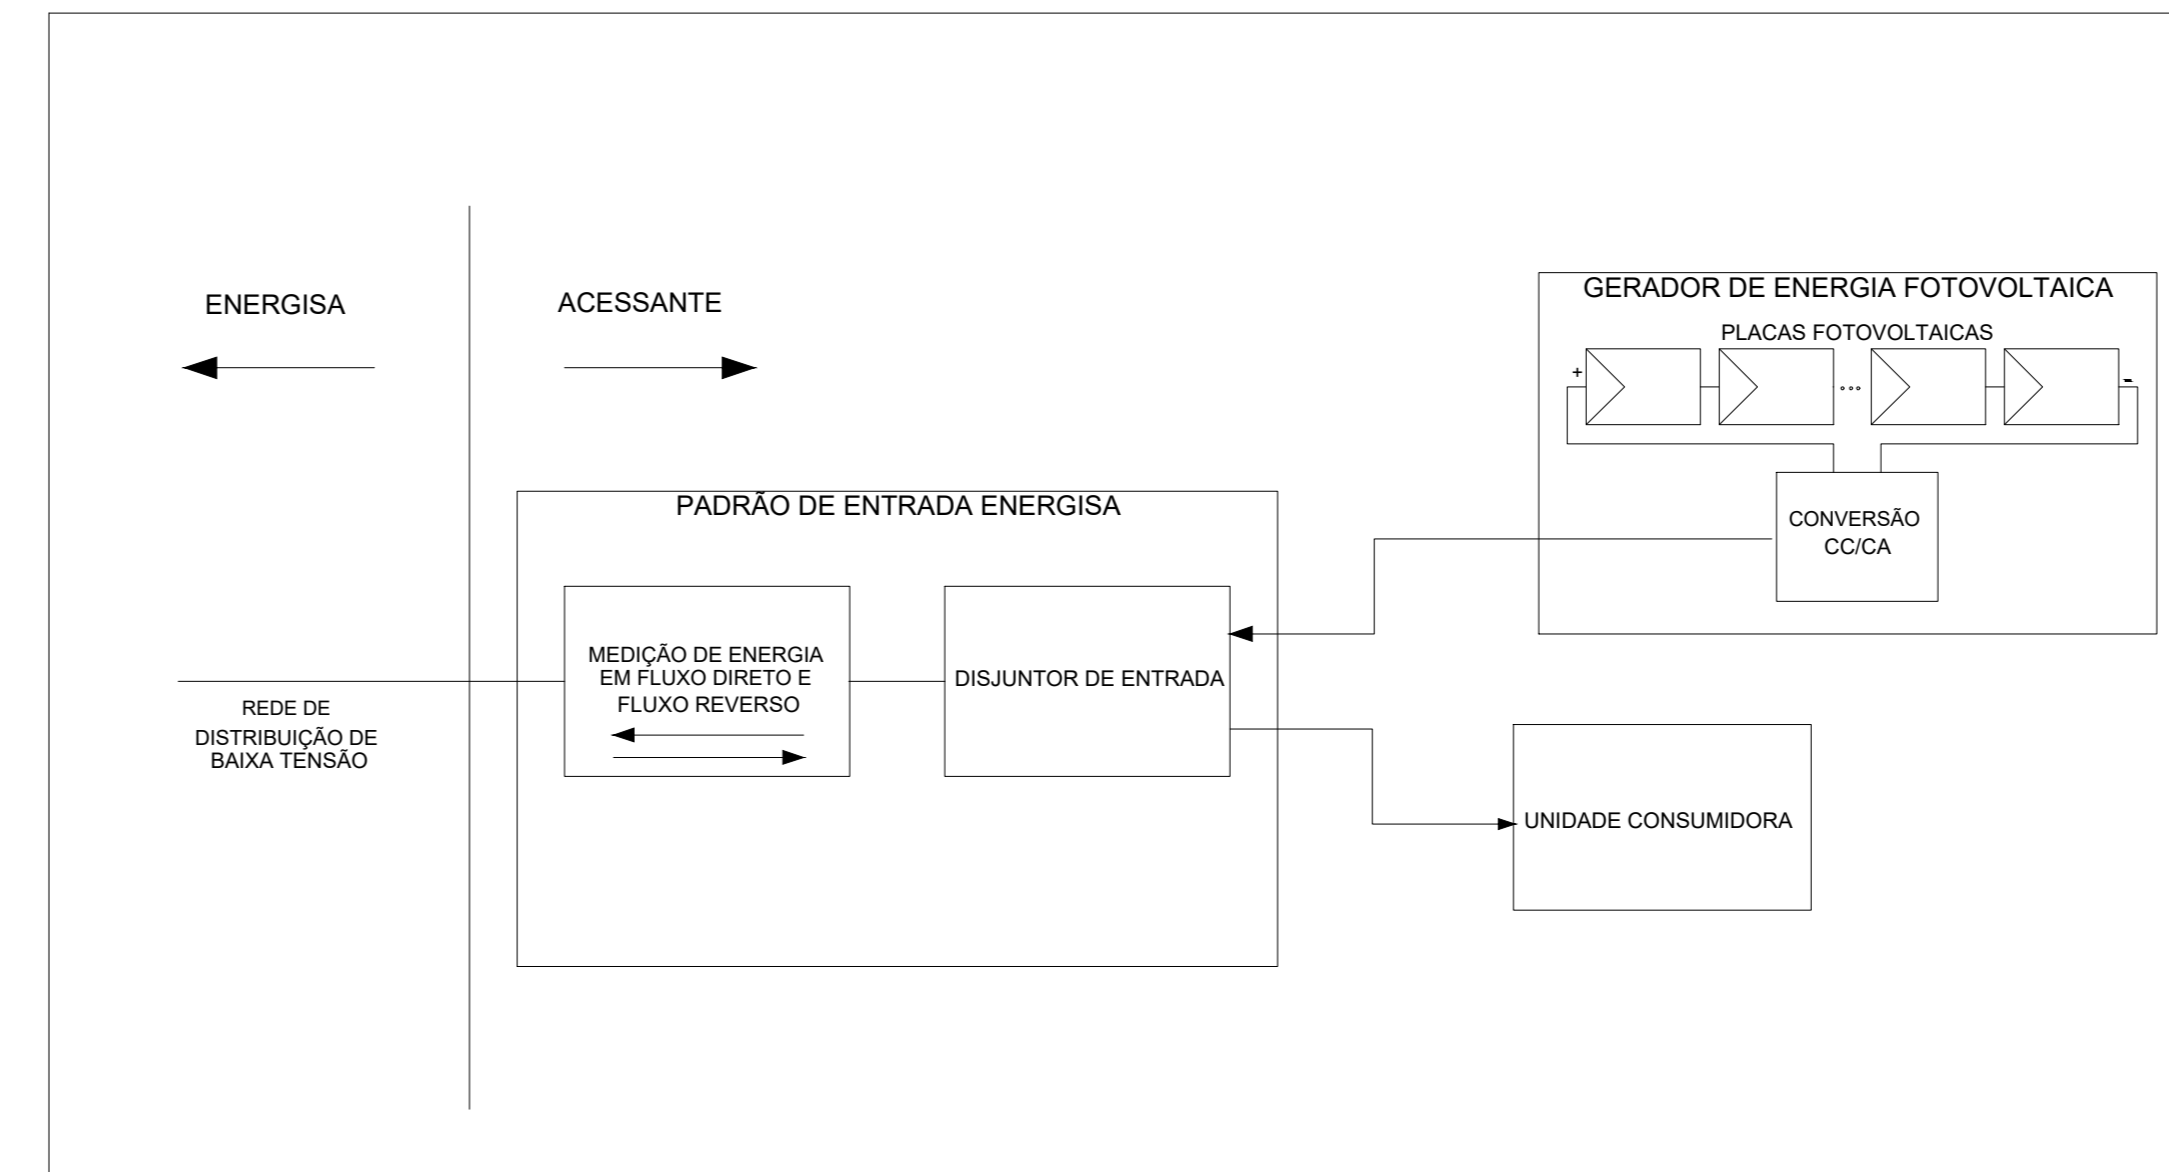 ENERGISA
ACESSANTE
GERADOR DE ENERGIA FOTOVOLTAICA
PLACAS FOTOVOLTAICAS
+
-
CONVERSÃO
CC/CA
PADRÃO DE ENTRADA ENERGISA
MEDIÇÃO DE ENERGIA
EM FLUXO DIRETO E
FLUXO REVERSO
DISJUNTOR DE ENTRADA
REDE DE
DISTRIBUIÇÃO DE
BAIXA TENSÃO
UNIDADE CONSUMIDORA